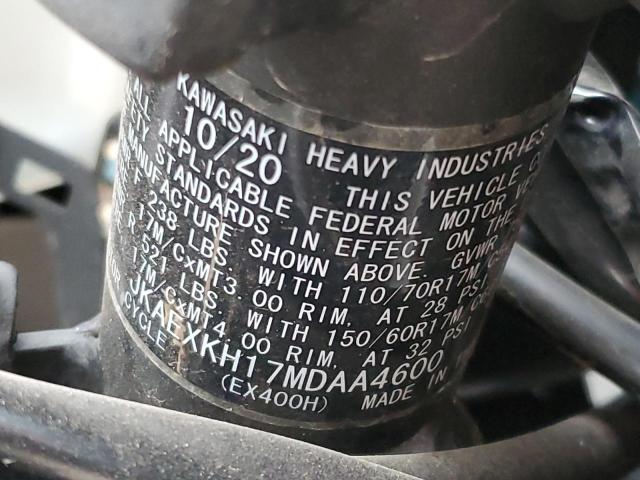 KAWASAKI HEAVY INDUSTRIES
10/20 THIS VEHICLE
ALL APPLICABLE FEDERAL MOTOR
STANDARDS IN EFFECT ON THE
MANUFACTURE SHOWN ABOVE. GVWR
F 238 LBS. WITH 110/70R17M
17M/CxMT3.00 RIM, AT 28 PSI
R 521 LBS. WITH 150/60R17M
17M/CxMT4.00 RIM, AT 32 PSI
JKAEXKH17MDAA4600
CYCLE (EX400H) MADE IN